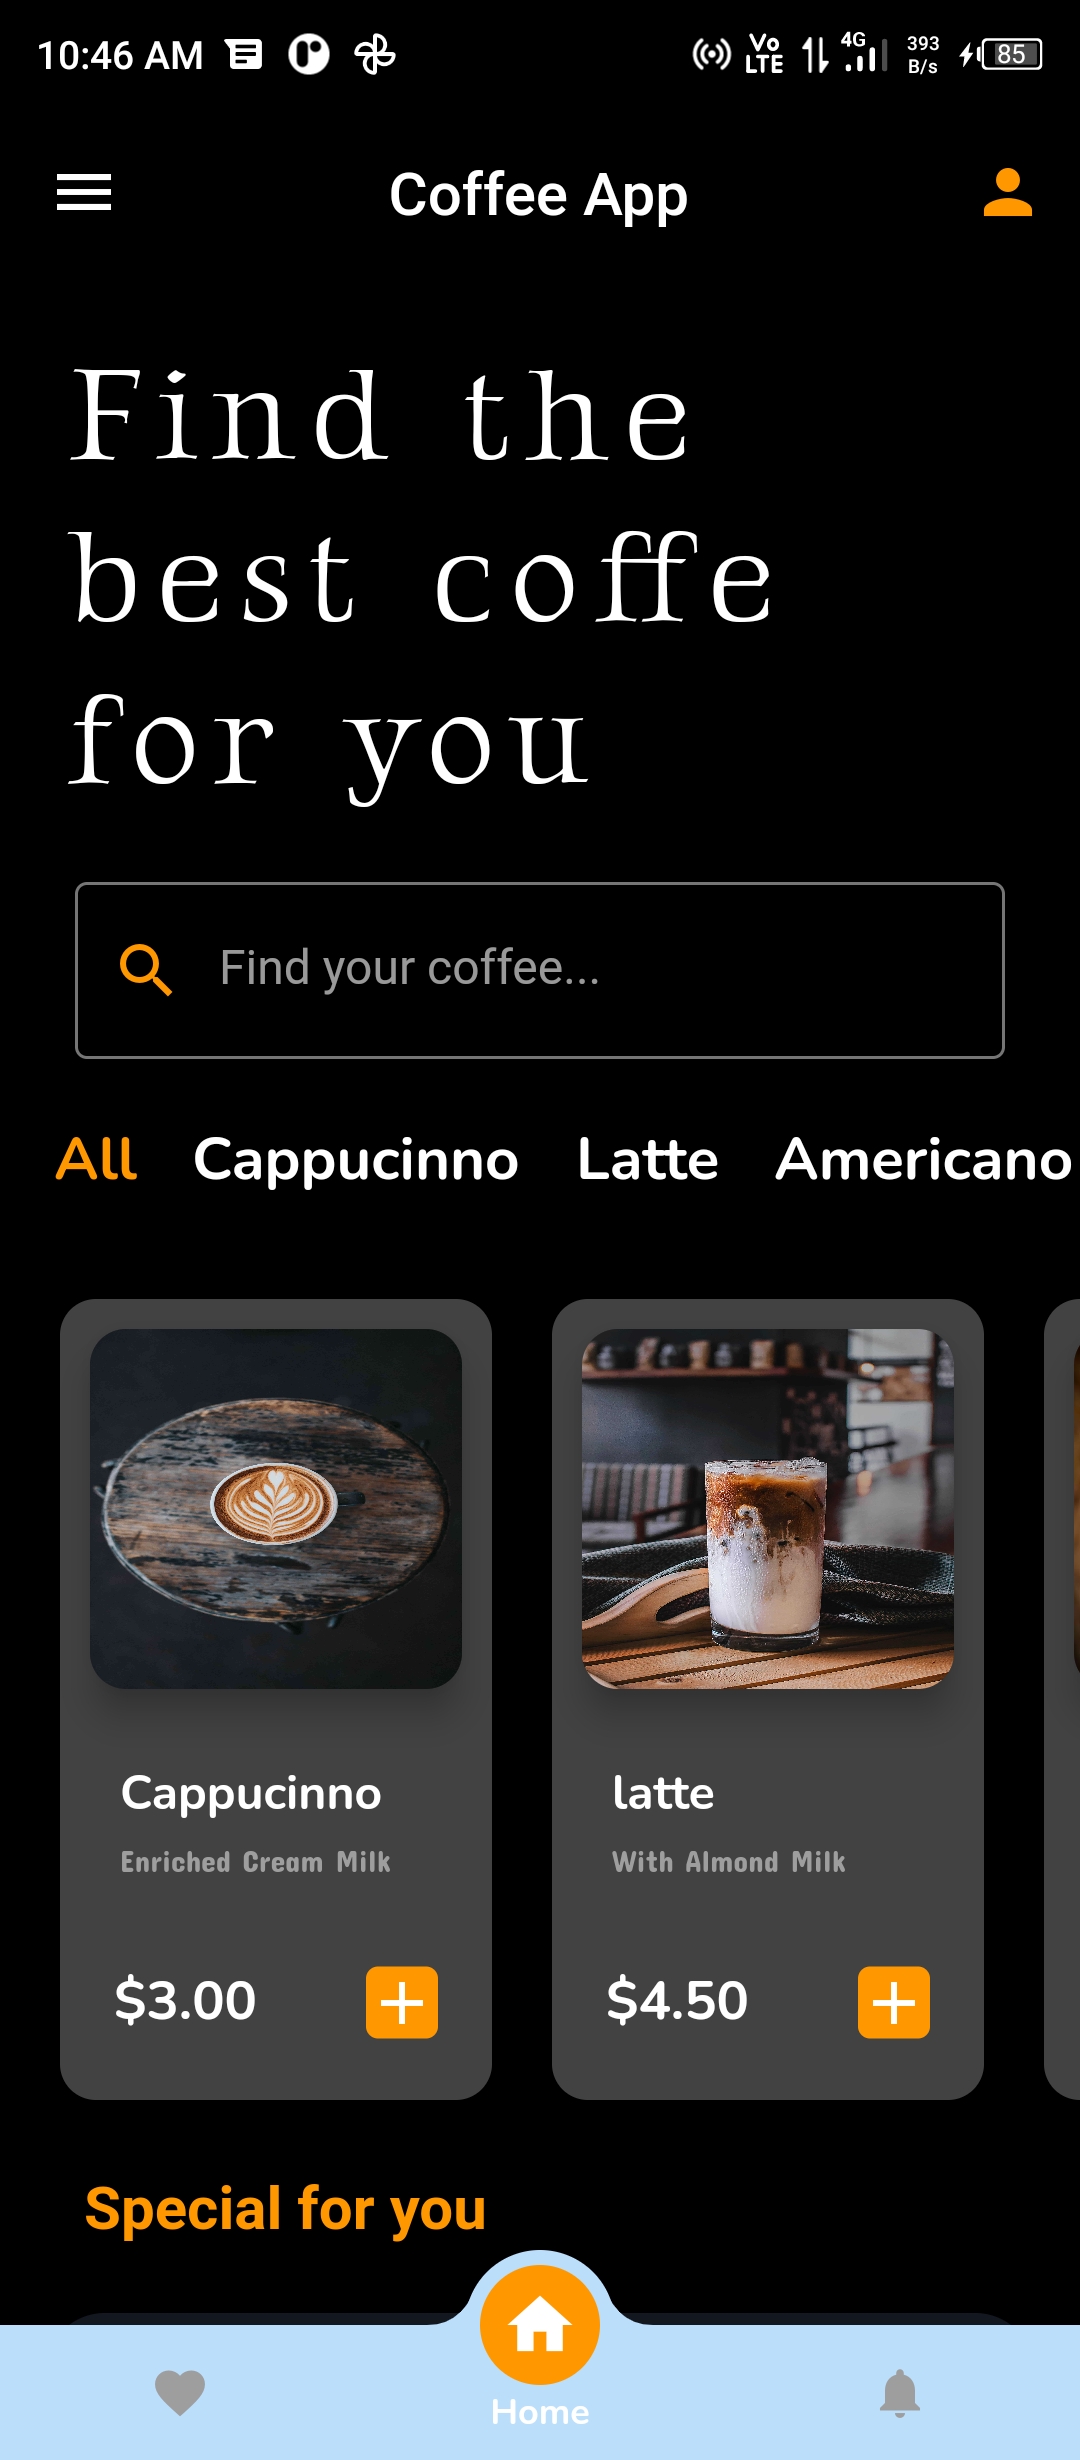 10:46 AM
Vo
LTE
4G
393
B/s
85
Coffee App
Find the
best coffe
for you
Find your coffee...
All Cappucinno Latte Americano
Cappucinno
Enriched Cream Milk
$3.00
latte
With Almond Milk
$4.50
Special for you
Home